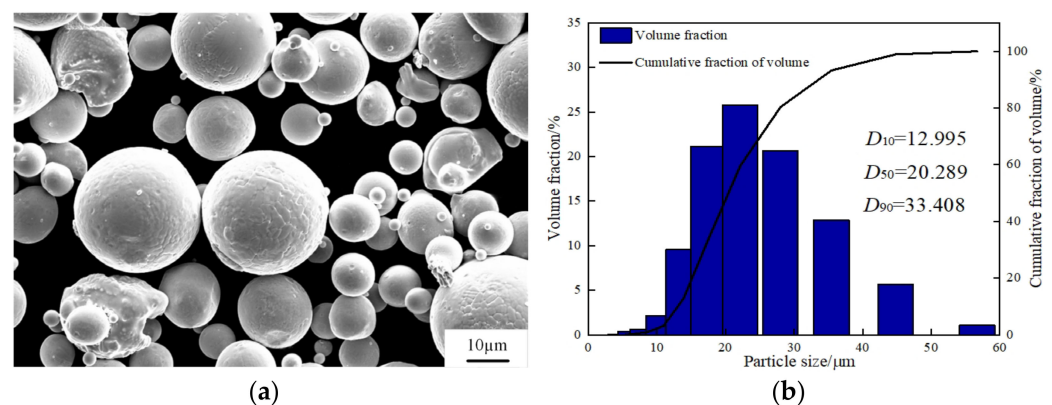 10μm
(a)
Volume fraction
Cumulative fraction of volume
D10=12.995
D50=20.289
D90=33.408
Volume fraction/%
0
5
10
15
20
25
30
35
Cumulative fraction of volume/%
0
20
40
60
80
100
0 10 20 30 40 50 60
Particle size/μm
(b)